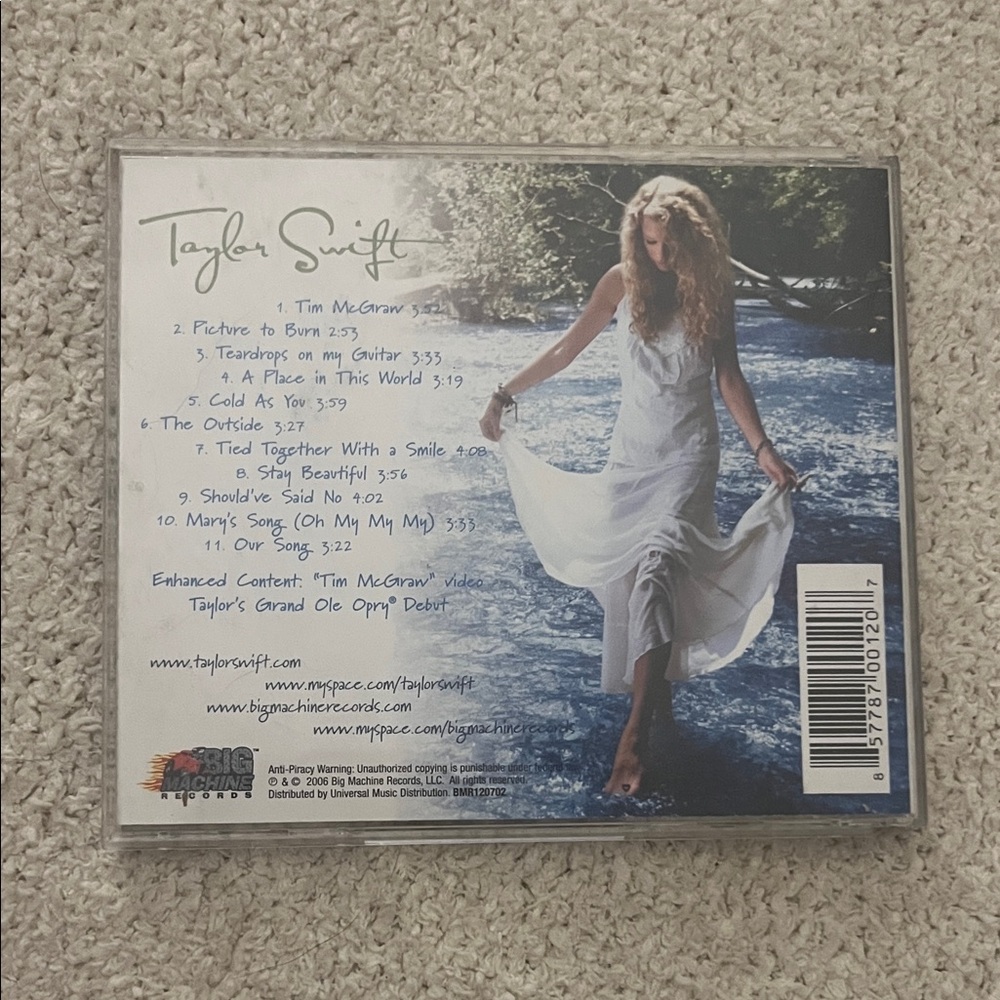 Taylor Swift
1. Tim McGraw 3:52
2. Picture to Burn 2:53
3. Teardrops on my Guitar 3:33
4. A Place in This World 3:19
5. Cold As You 3:59
6. The Outside 3:27
7. Tied Together With a Smile 4:08
8. Stay Beautiful 3:56
9. Should've Said No 4:02
10. Mary's Song (Oh My My My) 3:33
11. Our Song 3:22
Enhanced Content: "Tim McGraw" video
Taylor's Grand Ole Opry® Debut
www.taylorswift.com
www.myspace.com/taylorswift
www.bigmachinerecords.com
www.myspace.com/bigmachinerecords
BIG™
MACHINE
RECORDS
Anti-Piracy Warning: Unauthorized copying is punishable under federal
℗ & © 2006 Big Machine Records, LLC. All rights reserved.
Distributed by Universal Music Distribution. BMR120702
8 57787 00120 7